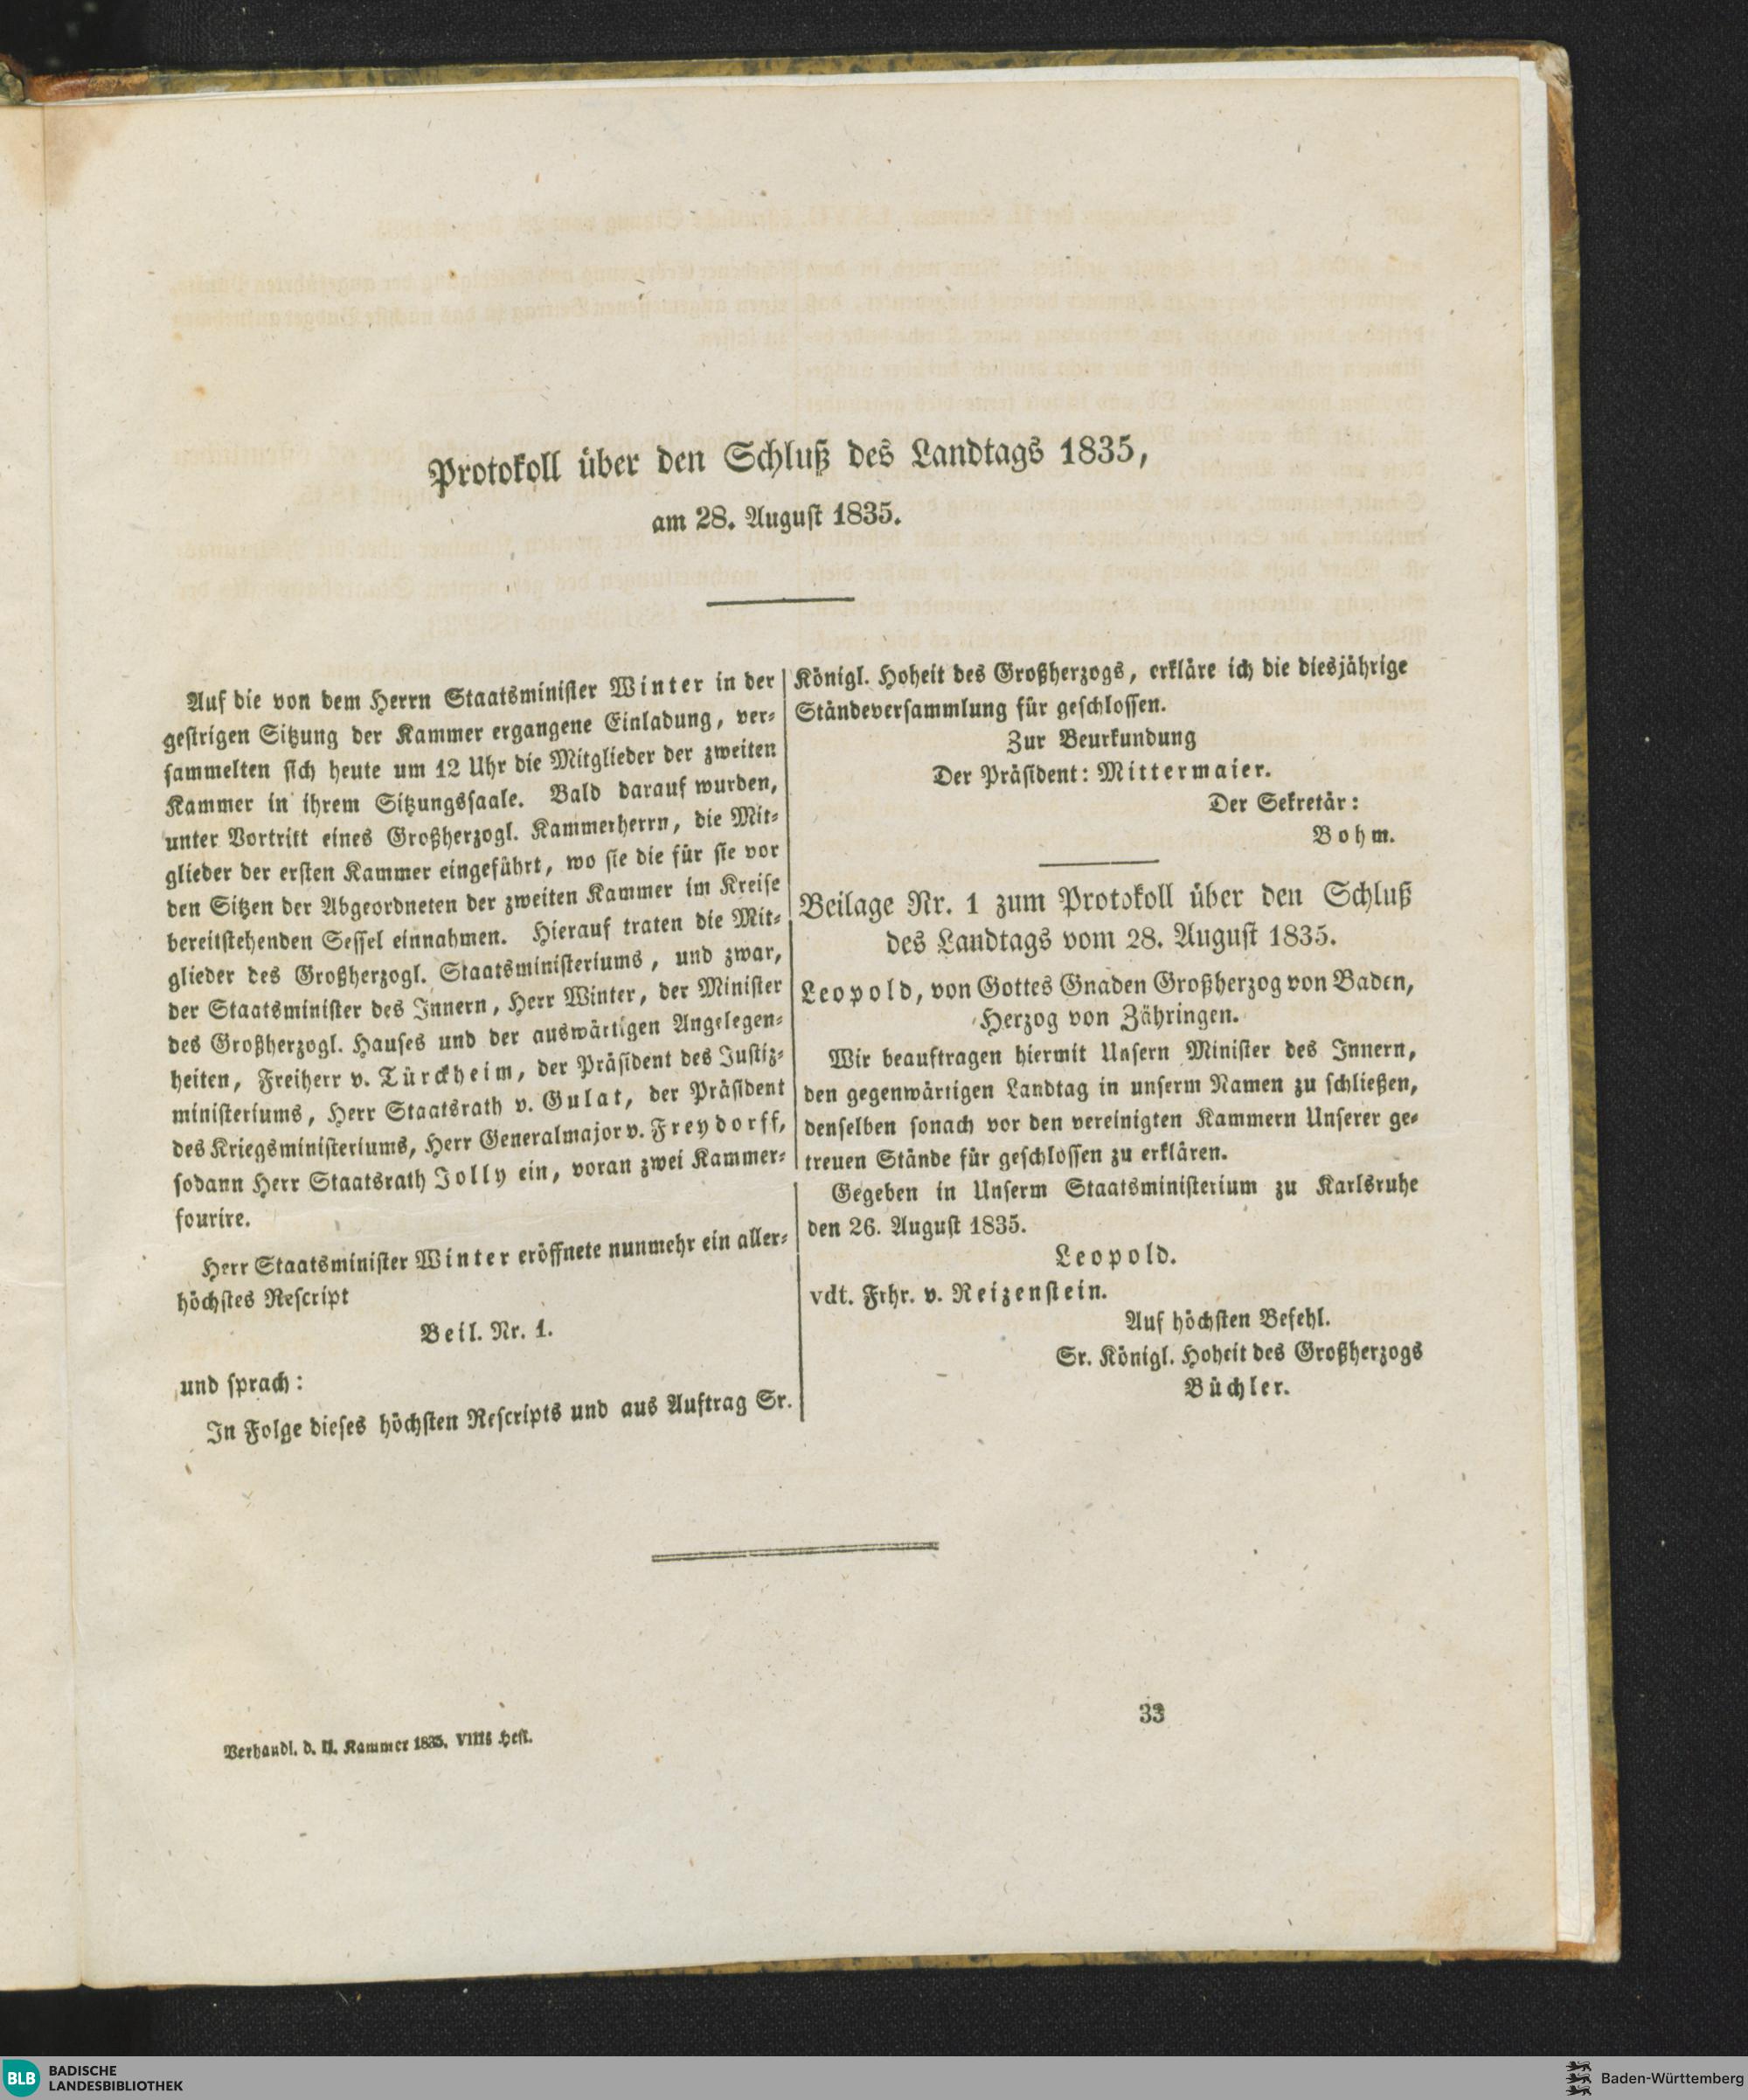 Protokoll über den Schluß des Landtags 1835,
am 28. August 1835.
Auf die von dem Herrn Staatsminister Winter in der
gestrigen Sitzung der Kammer ergangene Einladung, ver-
sammelten sich heute um 12 Uhr die Mitglieder der zweiten
Kammer in ihrem Sitzungssaale. Bald darauf wurden,
unter Vortritt eines Großherzogl. Kammerherrn, die Mit-
glieder der ersten Kammer eingeführt, wo sie die für sie vor
den Sitzen der Abgeordneten der zweiten Kammer im Kreise
bereitstehenden Sessel einnahmen. Hierauf traten die Mit-
glieder des Großherzogl. Staatsministeriums, und zwar,
der Staatsminister des Innern, Herr Winter, der Minister
des Großherzogl. Hauses und der auswärtigen Angelegen-
heiten, Freiherr v. Türckheim, der Präsident des Justiz-
ministeriums, Herr Staatsrath v. Gulat, der Präsident
des Kriegsministeriums, Herr Generalmajor v. Freydorff,
sodann Herr Staatsrath Jolly ein, voran zwei Kammer-
fourire.
Herr Staatsminister Winter eröffnete nunmehr ein aller-
höchstes Rescript
Beil. Nr. 1.
und sprach:
In Folge dieses höchsten Rescripts und aus Auftrag Sr.
Königl. Hoheit des Großherzogs, erkläre ich die diesjährige
Ständeversammlung für geschlossen.
Zur Beurkundung
Der Präsident: Mittermaier.
Der Sekretär:
Bohm.
Beilage Nr. 1 zum Protokoll über den Schluß
des Landtags vom 28. August 1835.
Leopold, von Gottes Gnaden Großherzog von Baden,
Herzog von Zähringen.
Wir beauftragen hiermit Unsern Minister des Innern,
den gegenwärtigen Landtag in unserm Namen zu schließen,
denselben sonach vor den vereinigten Kammern Unserer ge-
treuen Stände für geschlossen zu erklären.
Gegeben in Unserm Staatsministerium zu Karlsruhe
den 26. August 1835.
Leopold.
vdt. Frhr. v. Reizenstein.
Auf höchsten Befehl.
Sr. Königl. Hoheit des Großherzogs
Büchler.
Verhandl. d. II. Kammer 1835. VIIIs Heft.
33
BLB BADISCHE
LANDESBIBLIOTHEK
Baden-Württemberg